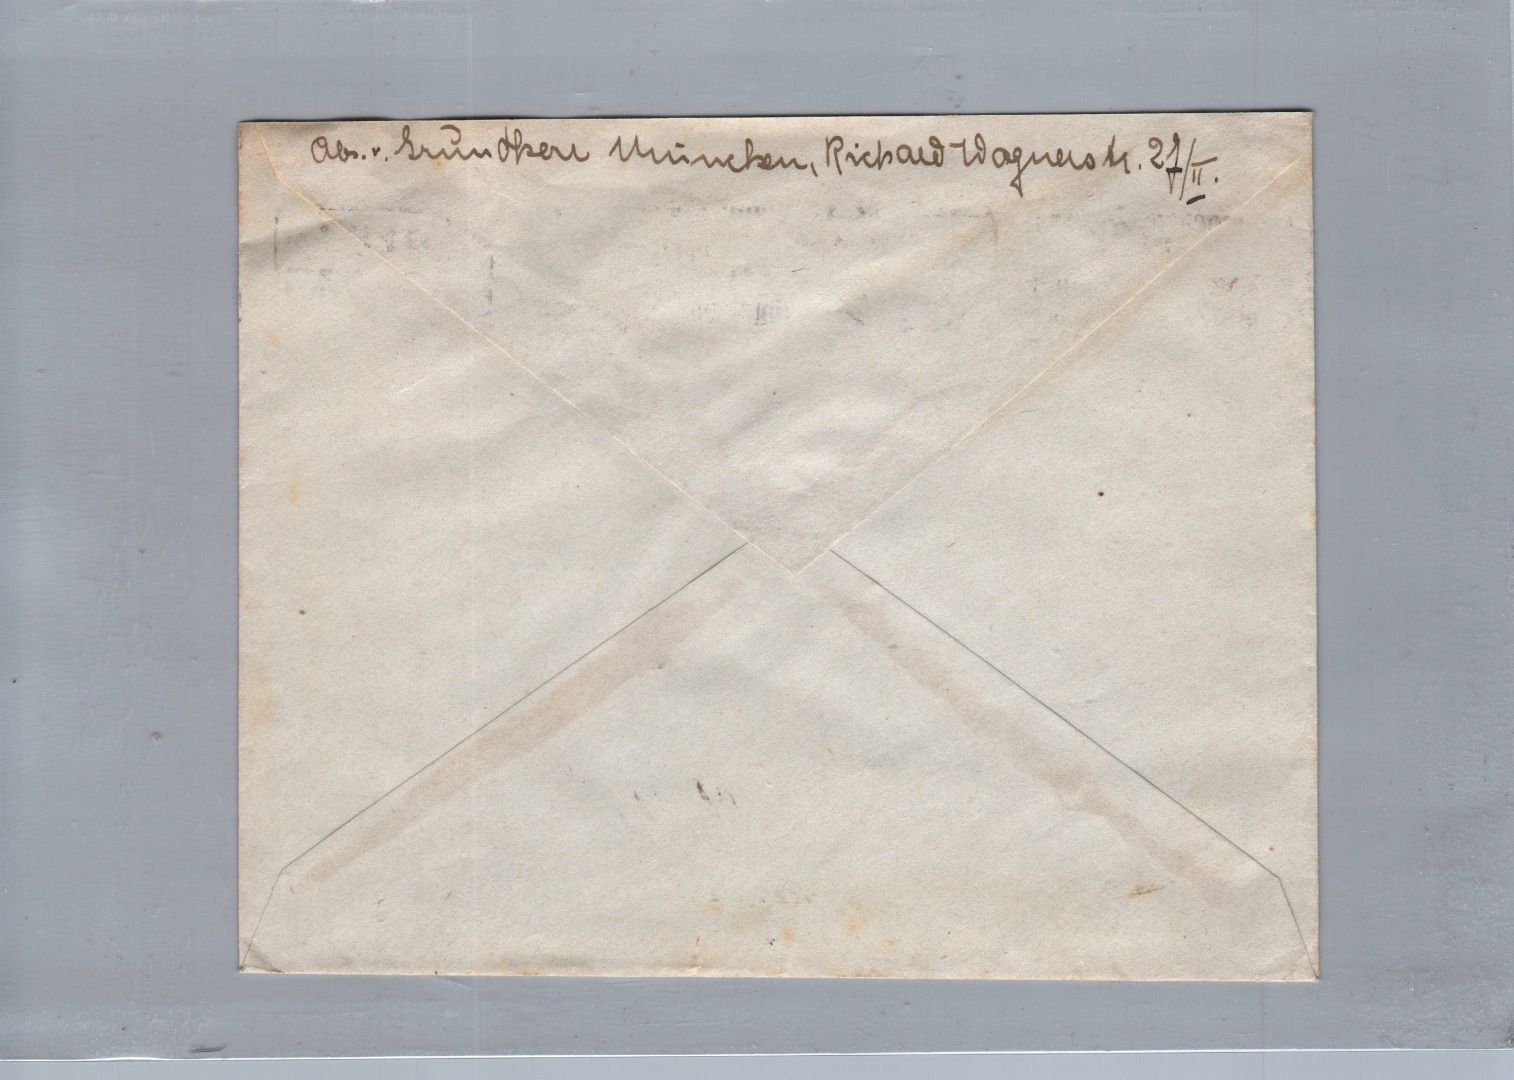 Abs. v. Grundherr München, Richard Wagnerstr. 27/II.